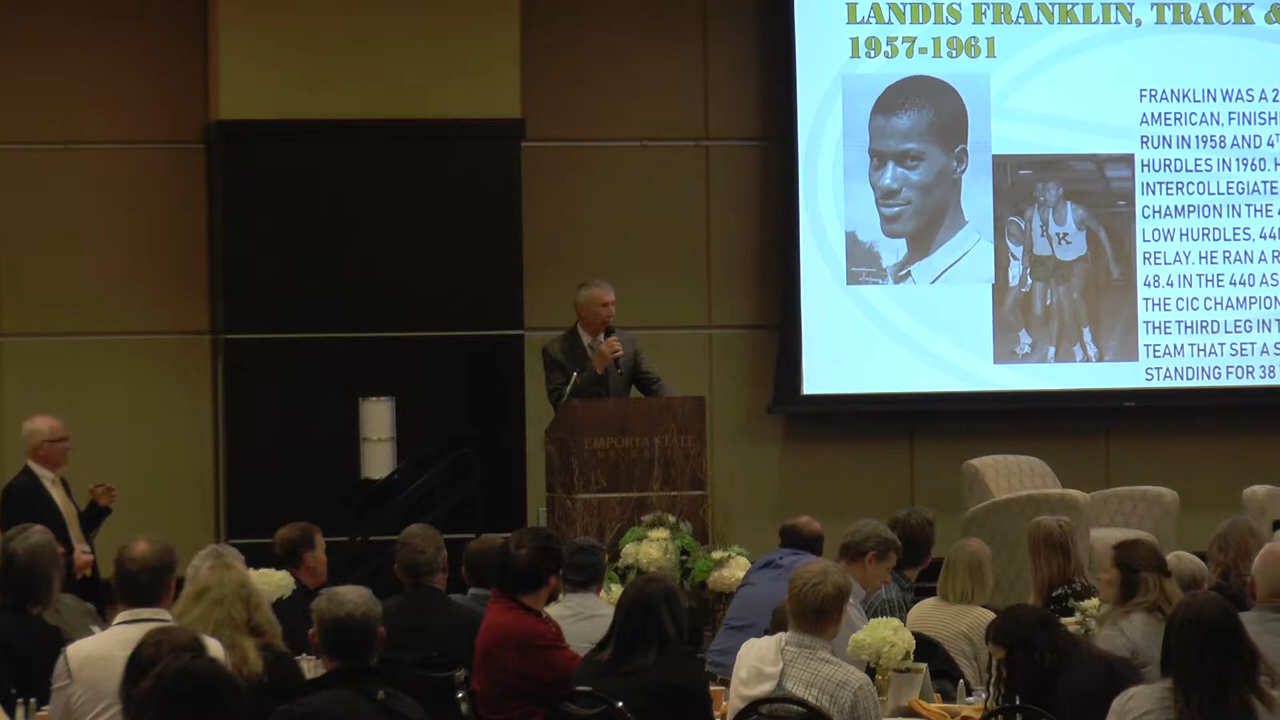 LANDIS FRANKLIN, TRACK &
1957-1961
FRANKLIN WAS A 2
AMERICAN, FINISH
RUN IN 1958 AND 4T
HURDLES IN 1960. H
INTERCOLLEGIATE
CHAMPION IN THE 4
LOW HURDLES, 44
RELAY. HE RAN A R
48.4 IN THE 440 AS
THE CIC CHAMPION
THE THIRD LEG IN T
TEAM THAT SET A S
STANDING FOR 38
K
EMPORIA STATE